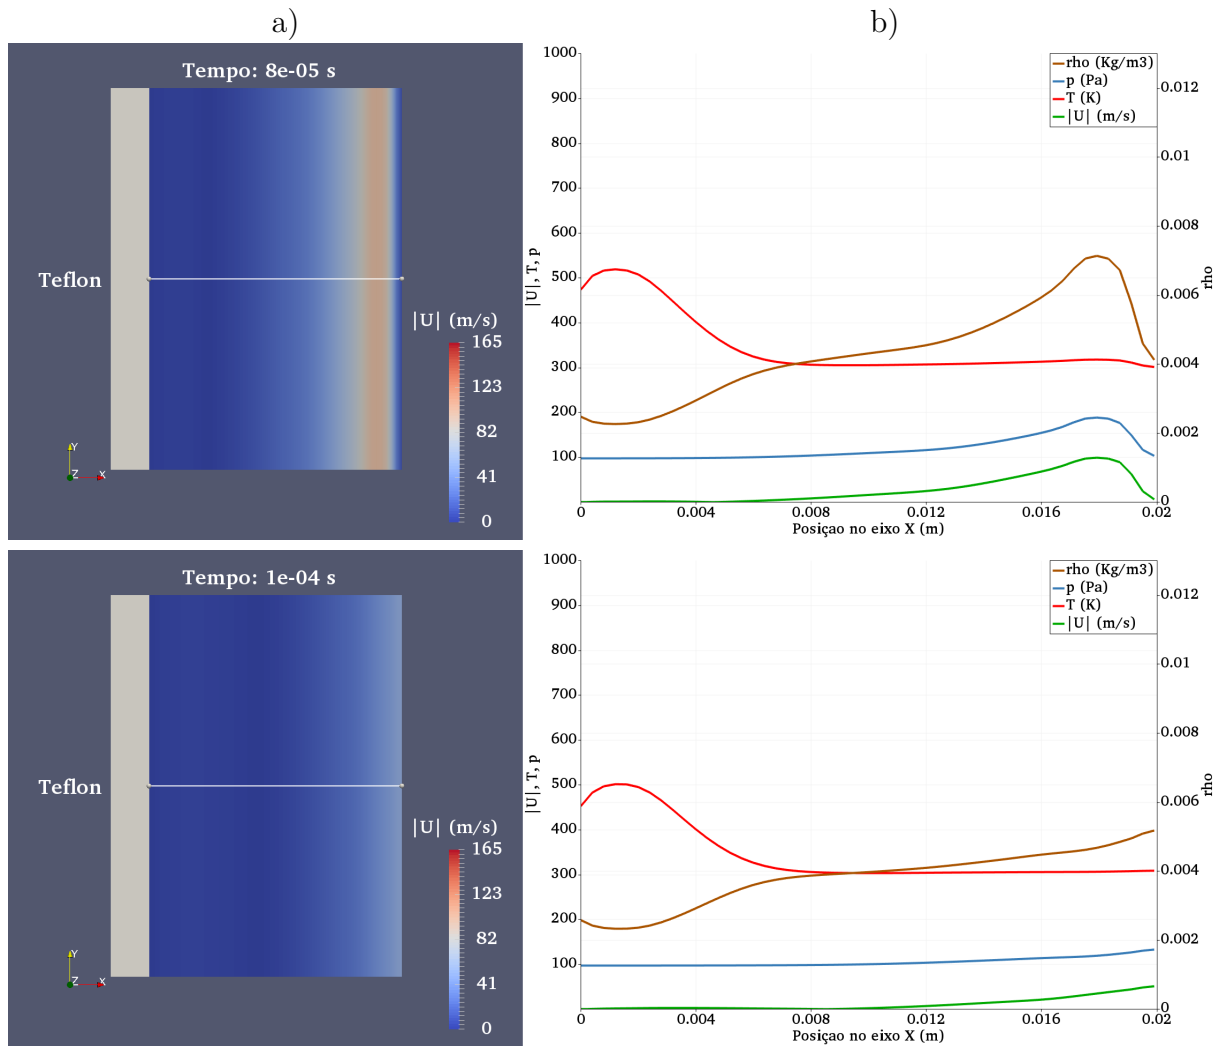 a)
b)
Tempo: 8e-05 s
Teflon
|U| (m/s)
165
123
82
41
0
Y
Z
X
1000
900
800
700
600
500
400
300
200
100
|U|, T, p
rho (Kg/m3)
p (Pa)
T (K)
|U| (m/s)
0.012
0.01
0.008
0.006
0.004
0.002
0
rho
0
0.004
0.008
0.012
0.016
0.02
Posiçao no eixo X (m)
Tempo: 1e-04 s
Teflon
|U| (m/s)
165
123
82
41
0
Y
Z
X
1000
900
800
700
600
500
400
300
200
100
|U|, T, p
rho (Kg/m3)
p (Pa)
T (K)
|U| (m/s)
0.012
0.01
0.008
0.006
0.004
0.002
0
rho
0
0.004
0.008
0.012
0.016
0.02
Posiçao no eixo X (m)